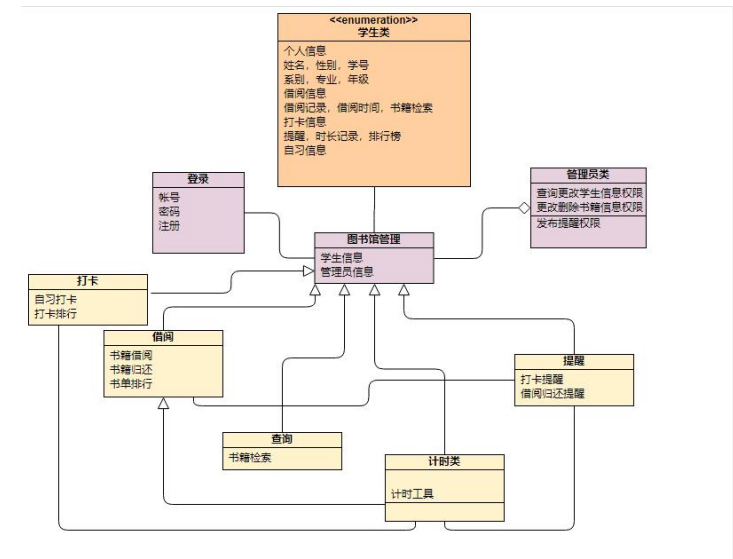 <<enumeration>>
学生类
个人信息
姓名，性别，学号
系别，专业，年级
借阅信息
借阅记录，借阅时间，书籍检索
打卡信息
提醒，时长记录，排行榜
自习信息
登录
帐号
密码
注册
管理员类
查询更改学生信息权限
更改删除书籍信息权限
发布提醒权限
图书馆管理
学生信息
管理员信息
打卡
自习打卡
打卡排行
借阅
书籍借阅
书籍归还
书单排行
提醒
打卡提醒
借阅归还提醒
查询
书籍检索
计时类
计时工具